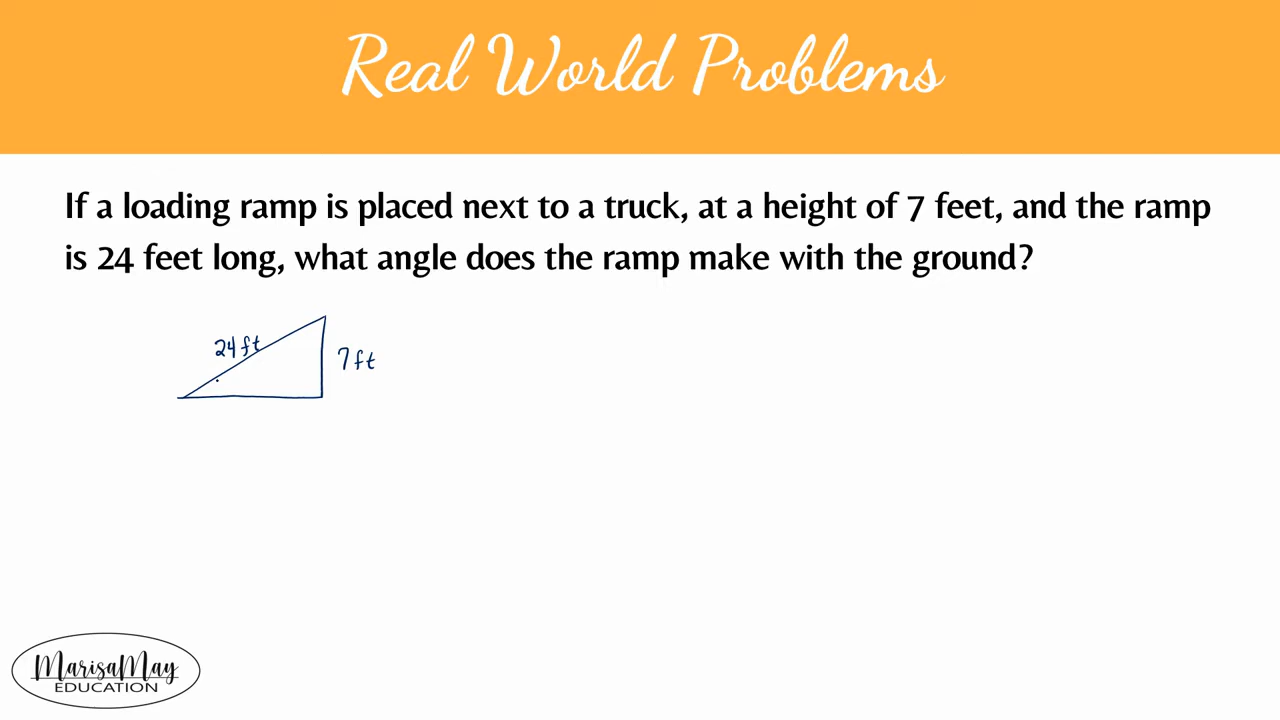 Real World Problems
If a loading ramp is placed next to a truck, at a height of 7 feet, and the ramp
is 24 feet long, what angle does the ramp make with the ground?
24 ft
7 ft
MarisaMay
EDUCATION